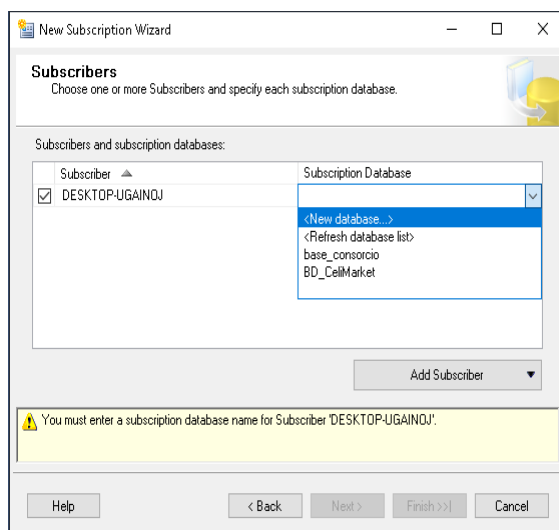 New Subscription Wizard
Subscribers
Choose one or more Subscribers and specify each subscription database.
Subscribers and subscription databases:
Subscriber
Subscription Database
DESKTOP-UGAINOJ
<New database...>
<Refresh database list>
base_consorcio
BD_CeliMarket
Add Subscriber
You must enter a subscription database name for Subscriber 'DESKTOP-UGAINOJ'.
Help
< Back
Next >
Finish >>|
Cancel